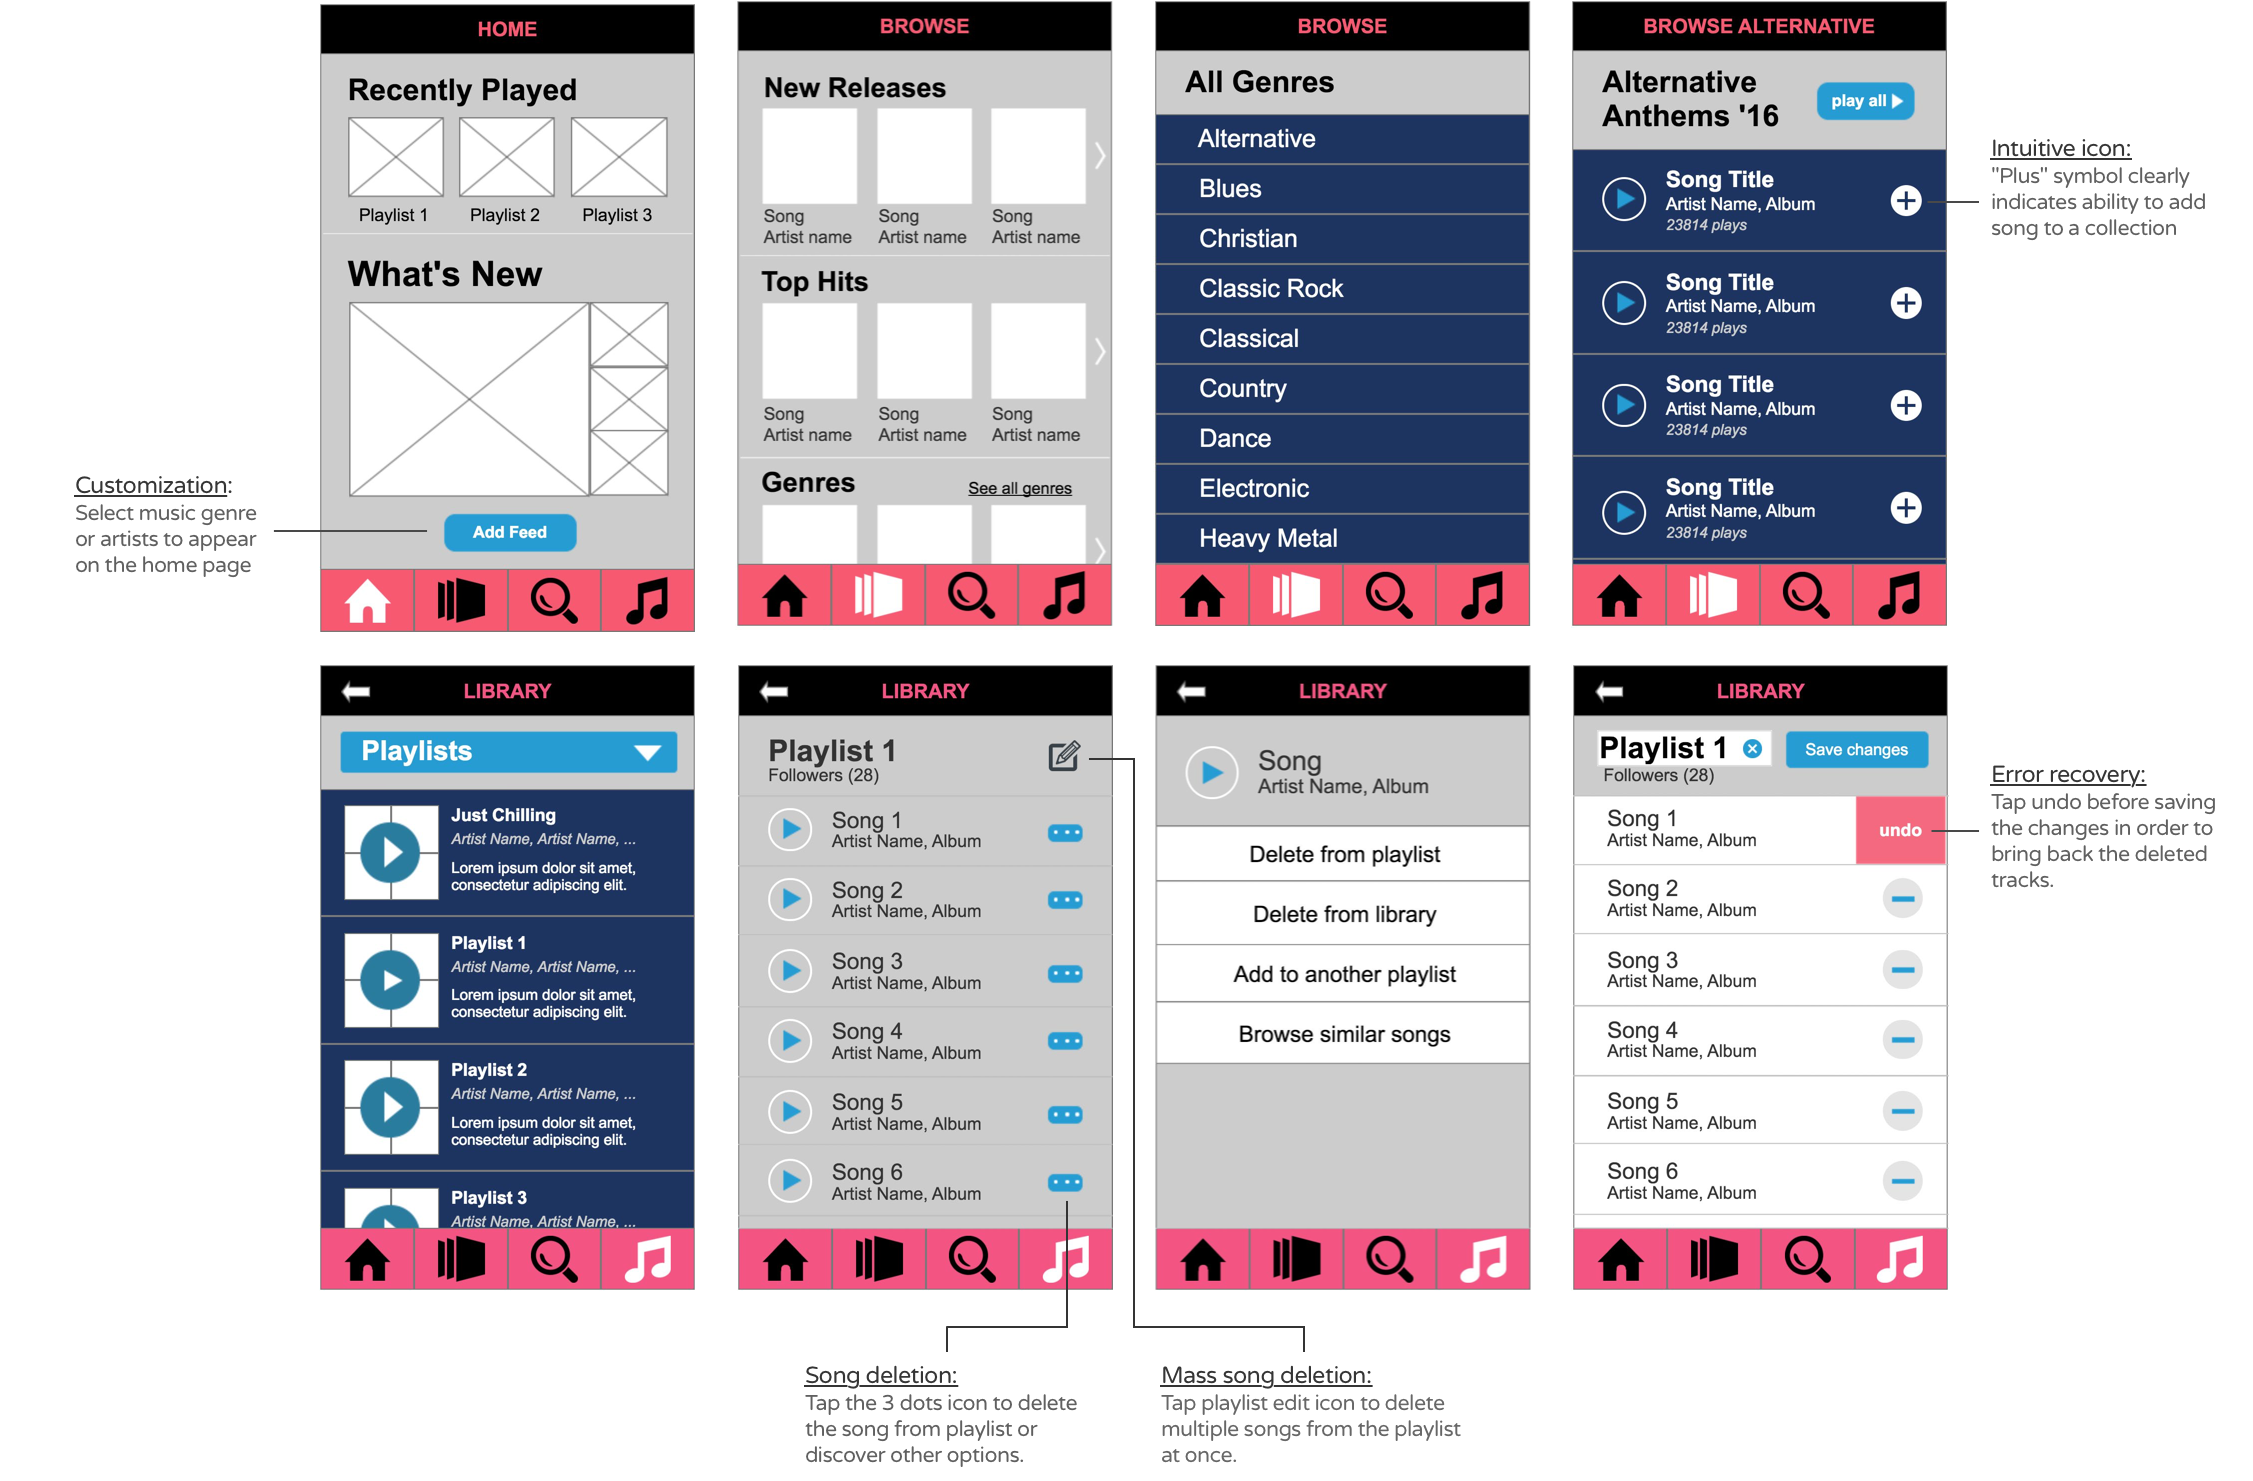 HOME
Recently Played
Playlist 1
Playlist 2
Playlist 3
What's New
Add Feed
Customization:
Select music genre
or artists to appear
on the home page
BROWSE
New Releases
Song
Artist name
Song
Artist name
Song
Artist name
Top Hits
Song
Artist name
Song
Artist name
Song
Artist name
Genres
See all genres
BROWSE
All Genres
Alternative
Blues
Christian
Classic Rock
Classical
Country
Dance
Electronic
Heavy Metal
BROWSE ALTERNATIVE
Alternative
Anthems '16
play all
Song Title
Artist Name, Album
23814 plays
Song Title
Artist Name, Album
23814 plays
Song Title
Artist Name, Album
23814 plays
Song Title
Artist Name, Album
23814 plays
Intuitive icon:
"Plus" symbol clearly
indicates ability to add
song to a collection
LIBRARY
Playlists
Just Chilling
Artist Name, Artist Name, ...
Lorem ipsum dolor sit amet,
consectetur adipiscing elit.
Playlist 1
Artist Name, Artist Name, ...
Lorem ipsum dolor sit amet,
consectetur adipiscing elit.
Playlist 2
Artist Name, Artist Name, ...
Lorem ipsum dolor sit amet,
consectetur adipiscing elit.
Playlist 3
Artist Name, Artist Name, ...
LIBRARY
Playlist 1
Followers (28)
Song 1
Artist Name, Album
Song 2
Artist Name, Album
Song 3
Artist Name, Album
Song 4
Artist Name, Album
Song 5
Artist Name, Album
Song 6
Artist Name, Album
Song deletion:
Tap the 3 dots icon to delete
the song from playlist or
discover other options.
LIBRARY
Song
Artist Name, Album
Delete from playlist
Delete from library
Add to another playlist
Browse similar songs
Mass song deletion:
Tap playlist edit icon to delete
multiple songs from the playlist
at once.
LIBRARY
Playlist 1
Save changes
Followers (28)
Song 1
Artist Name, Album
undo
Song 2
Artist Name, Album
Song 3
Artist Name, Album
Song 4
Artist Name, Album
Song 5
Artist Name, Album
Song 6
Artist Name, Album
Error recovery:
Tap undo before saving
the changes in order to
bring back the deleted
tracks.